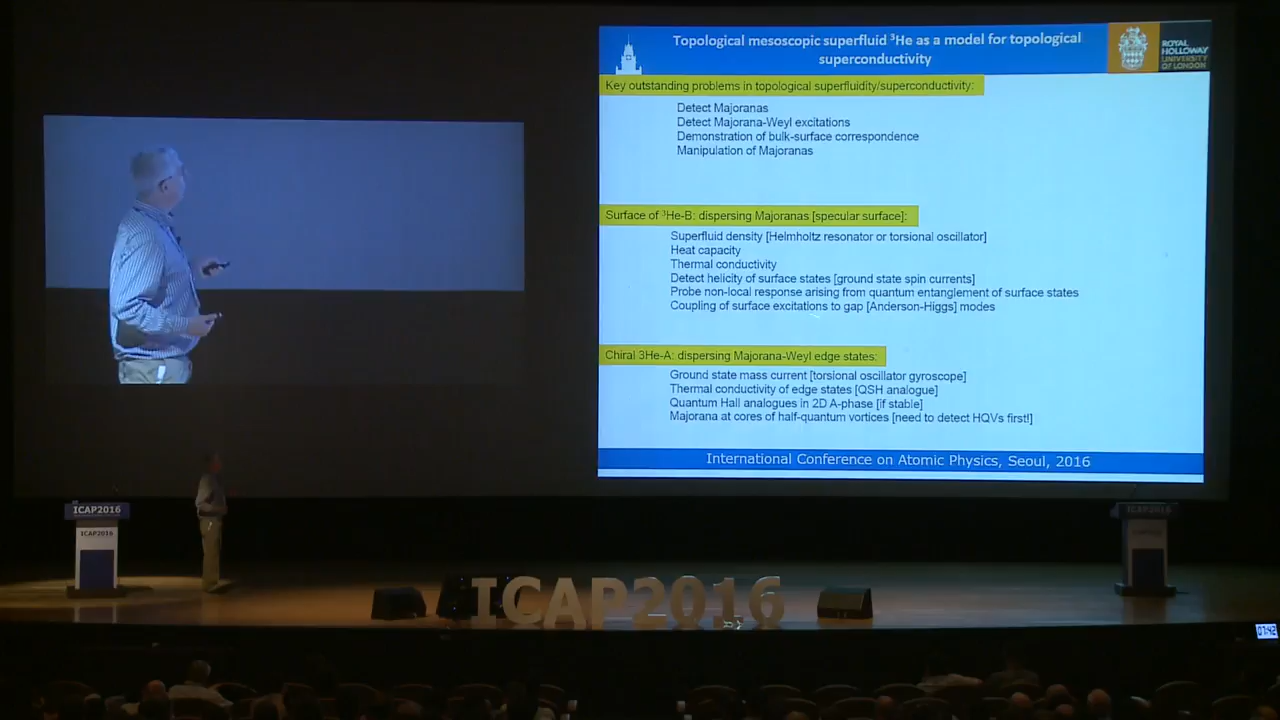 Topological mesoscopic superfluid ³He as a model for topological
superconductivity
ROYAL
HOLLOWAY
UNIVERSITY
OF LONDON
Key outstanding problems in topological superfluidity/superconductivity:
Detect Majoranas
Detect Majorana-Weyl excitations
Demonstration of bulk-surface correspondence
Manipulation of Majoranas
Surface of ³He-B: dispersing Majoranas [specular surface]:
Superfluid density [Helmholtz resonator or torsional oscillator]
Heat capacity
Thermal conductivity
Detect helicity of surface states [ground state spin currents]
Probe non-local response arising from quantum entanglement of surface states
Coupling of surface excitations to gap [Anderson-Higgs] modes
Chiral 3He-A: dispersing Majorana-Weyl edge states:
Ground state mass current [torsional oscillator gyroscope]
Thermal conductivity of edge states [QSH analogue]
Quantum Hall analogues in 2D A-phase [if stable]
Majorana at cores of half-quantum vortices [need to detect HQVs first!]
International Conference on Atomic Physics, Seoul, 2016
ICAP2016
ICAP2016
ICAP2016
ICAP2016
07:42